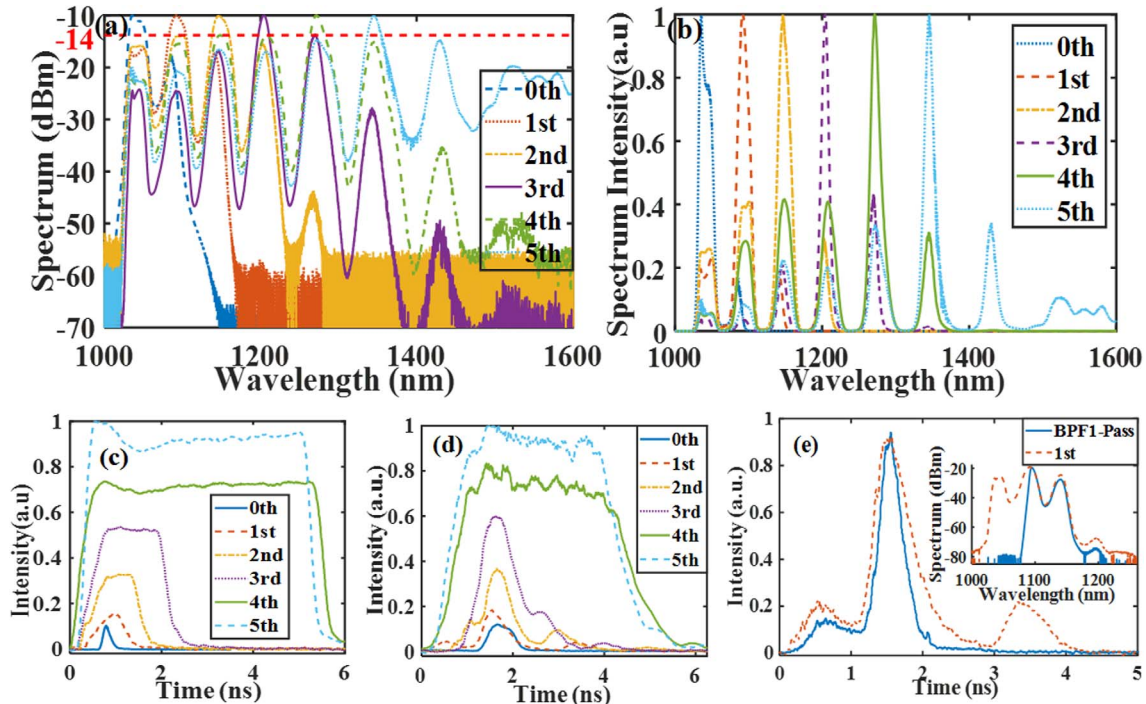 (a)
Spectrum (dBm)
-10
-14
-20
-30
-40
-50
-60
-70
1000 1200 1400 1600
Wavelength (nm)
0th
1st
2nd
3rd
4th
5th
(b)
Spectrum Intensity(a.u)
1
0.8
0.6
0.4
0.2
0
1000 1200 1400 1600
Wavelength (nm)
0th
1st
2nd
3rd
4th
5th
(c)
Intensity(a.u.)
1
0.8
0.6
0.4
0.2
0
0 2 4 6
Time (ns)
0th
1st
2nd
3rd
4th
5th
(d)
Intensity (a.u.)
1
0.8
0.6
0.4
0.2
0
0 2 4 6
Time (ns)
0th
1st
2nd
3rd
4th
5th
(e)
Intensity (a.u.)
1
0.8
0.6
0.4
0.2
0
0 1 2 3 4 5
Time (ns)
BPF1-Pass
1st
Spectrum (dBm)
-20
-40
-60
-80
1000 1100 1200
Wavelength (nm)